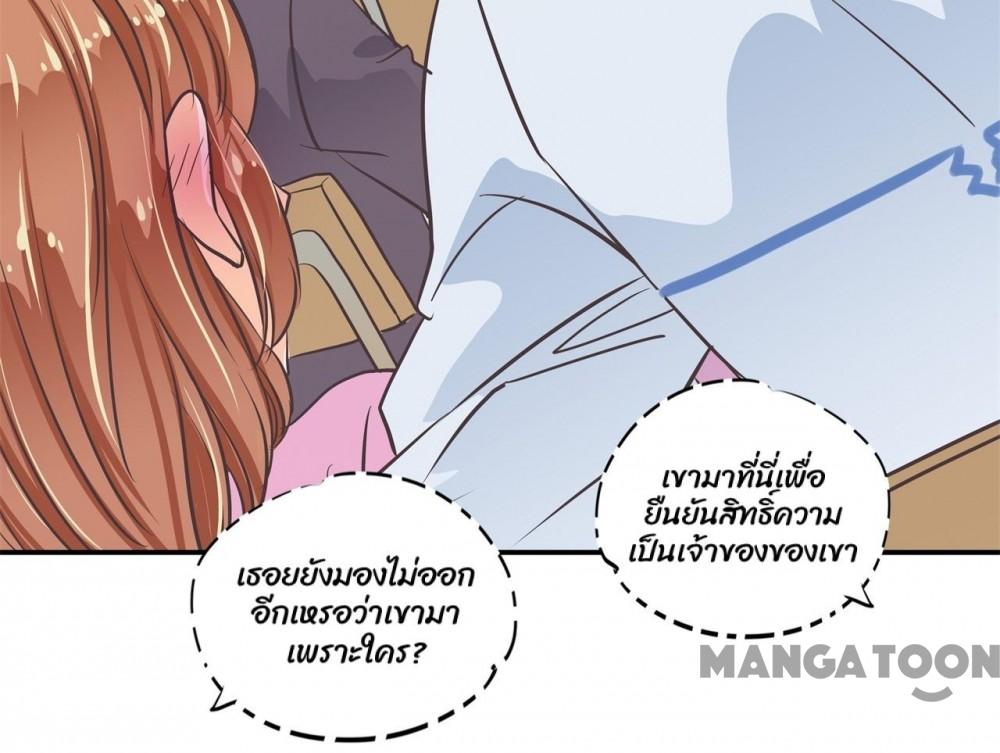 เขามาที่นี่เพื่อ
ยืนยันสิทธิ์ความ
เป็นเจ้าของของเขา
เธอยังมองไม่ออก
อีกเหรอว่าเขามา
เพราะใคร?
MANGATOON